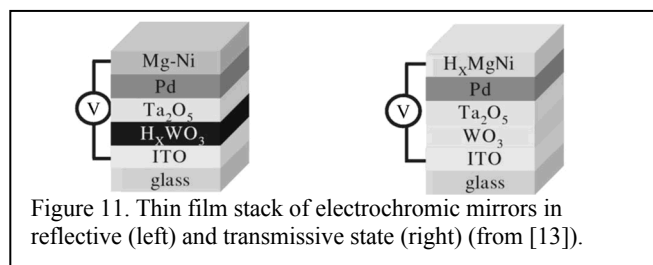 Mg-Ni
Pd
V
Ta₂O₅
HₓWO₃
ITO
glass
HₓMgNi
Pd
V
Ta₂O₅
WO₃
ITO
glass
Figure 11. Thin film stack of electrochromic mirrors in
reflective (left) and transmissive state (right) (from [13]).